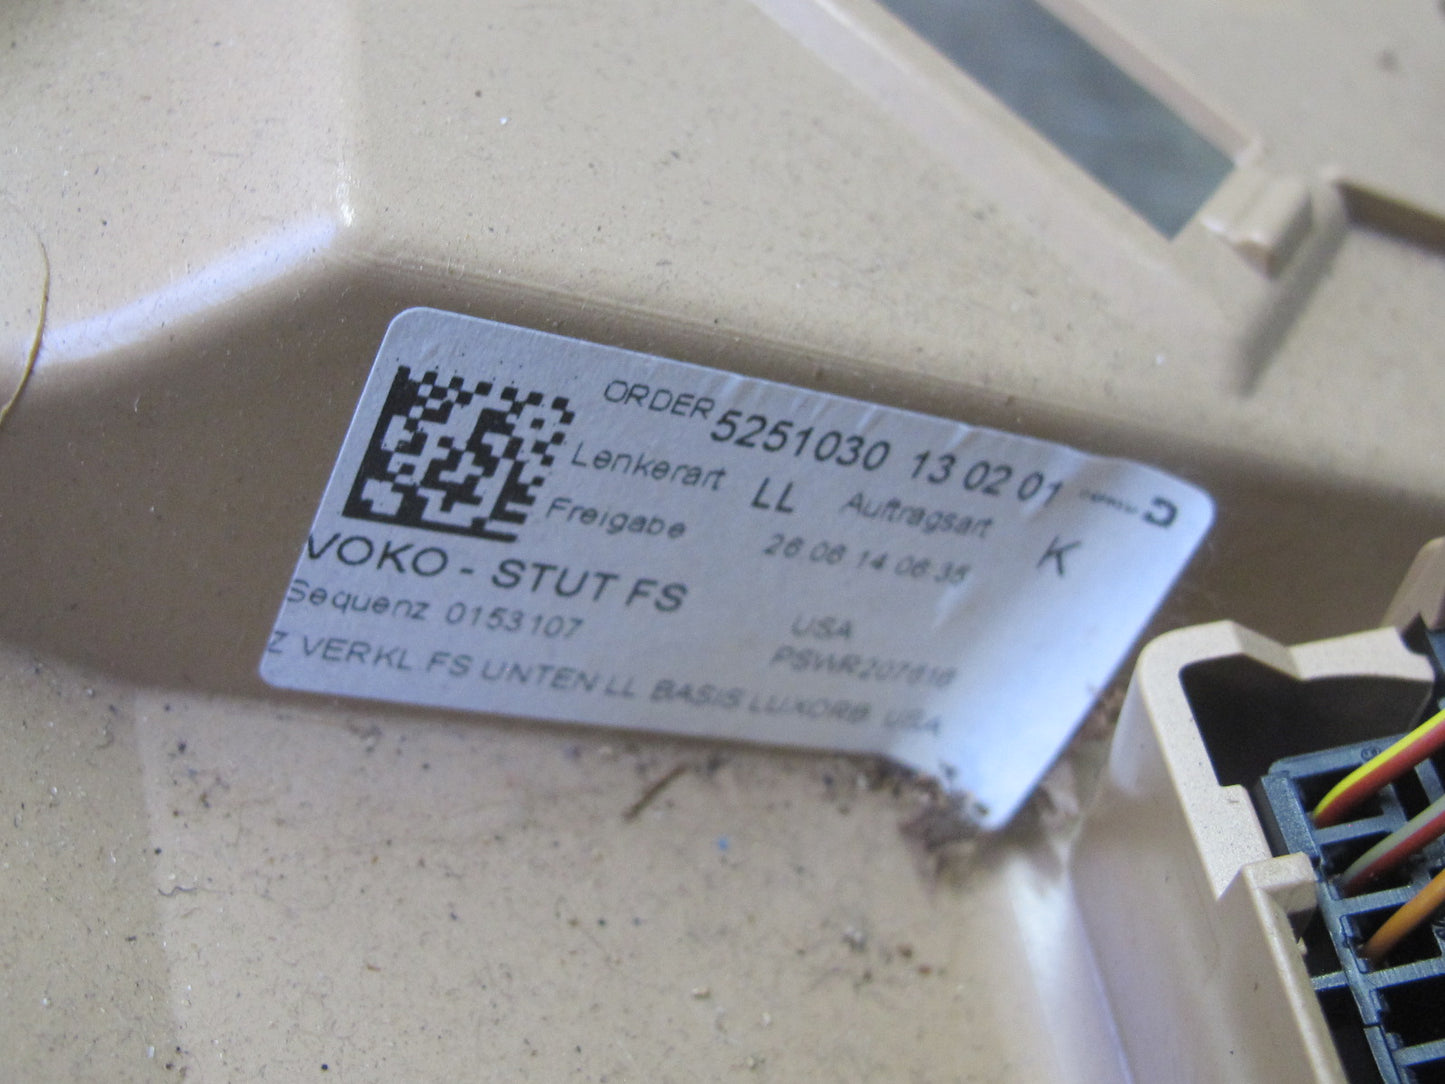 ORDER 5251030 13 02 01
Lenkerart LL Auftragsart K
Freigabe 26 06 14 06:35
VOKO - STUT FS
Sequenz 0153107 USA
PSWR207616
Z VERKL FS UNTEN LL BASIS LUXORB USA